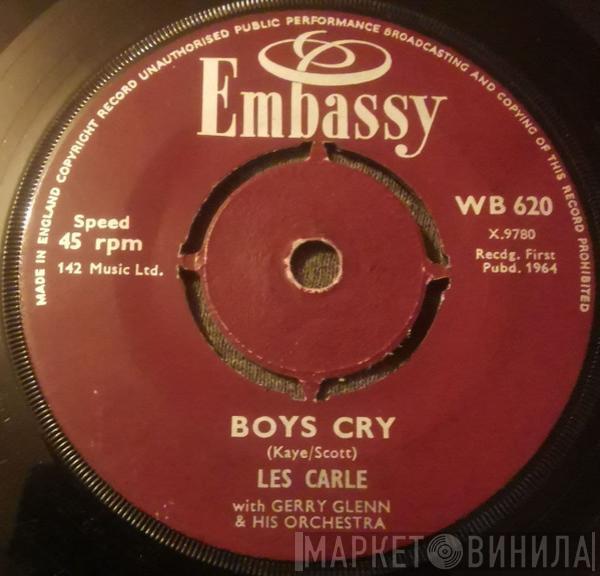 MADE IN ENGLAND COPYRIGHT RECORD UNAUTHORISED PUBLIC PERFORMANCE BROADCASTING AND COPYING OF THIS RECORD PROHIBITED
Embassy
Speed
45 rpm
142 Music Ltd.
WB 620
X.9780
Recdg. First
Pubd. 1964
BOYS CRY
(Kaye/Scott)
LES CARLE
with GERRY GLENN
& HIS ORCHESTRA
МАРКЕТ ВИНИЛА